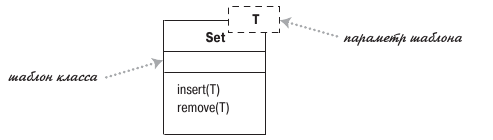 T
параметр шаблона
Set
шаблон класса
insert(T)
remove(T)